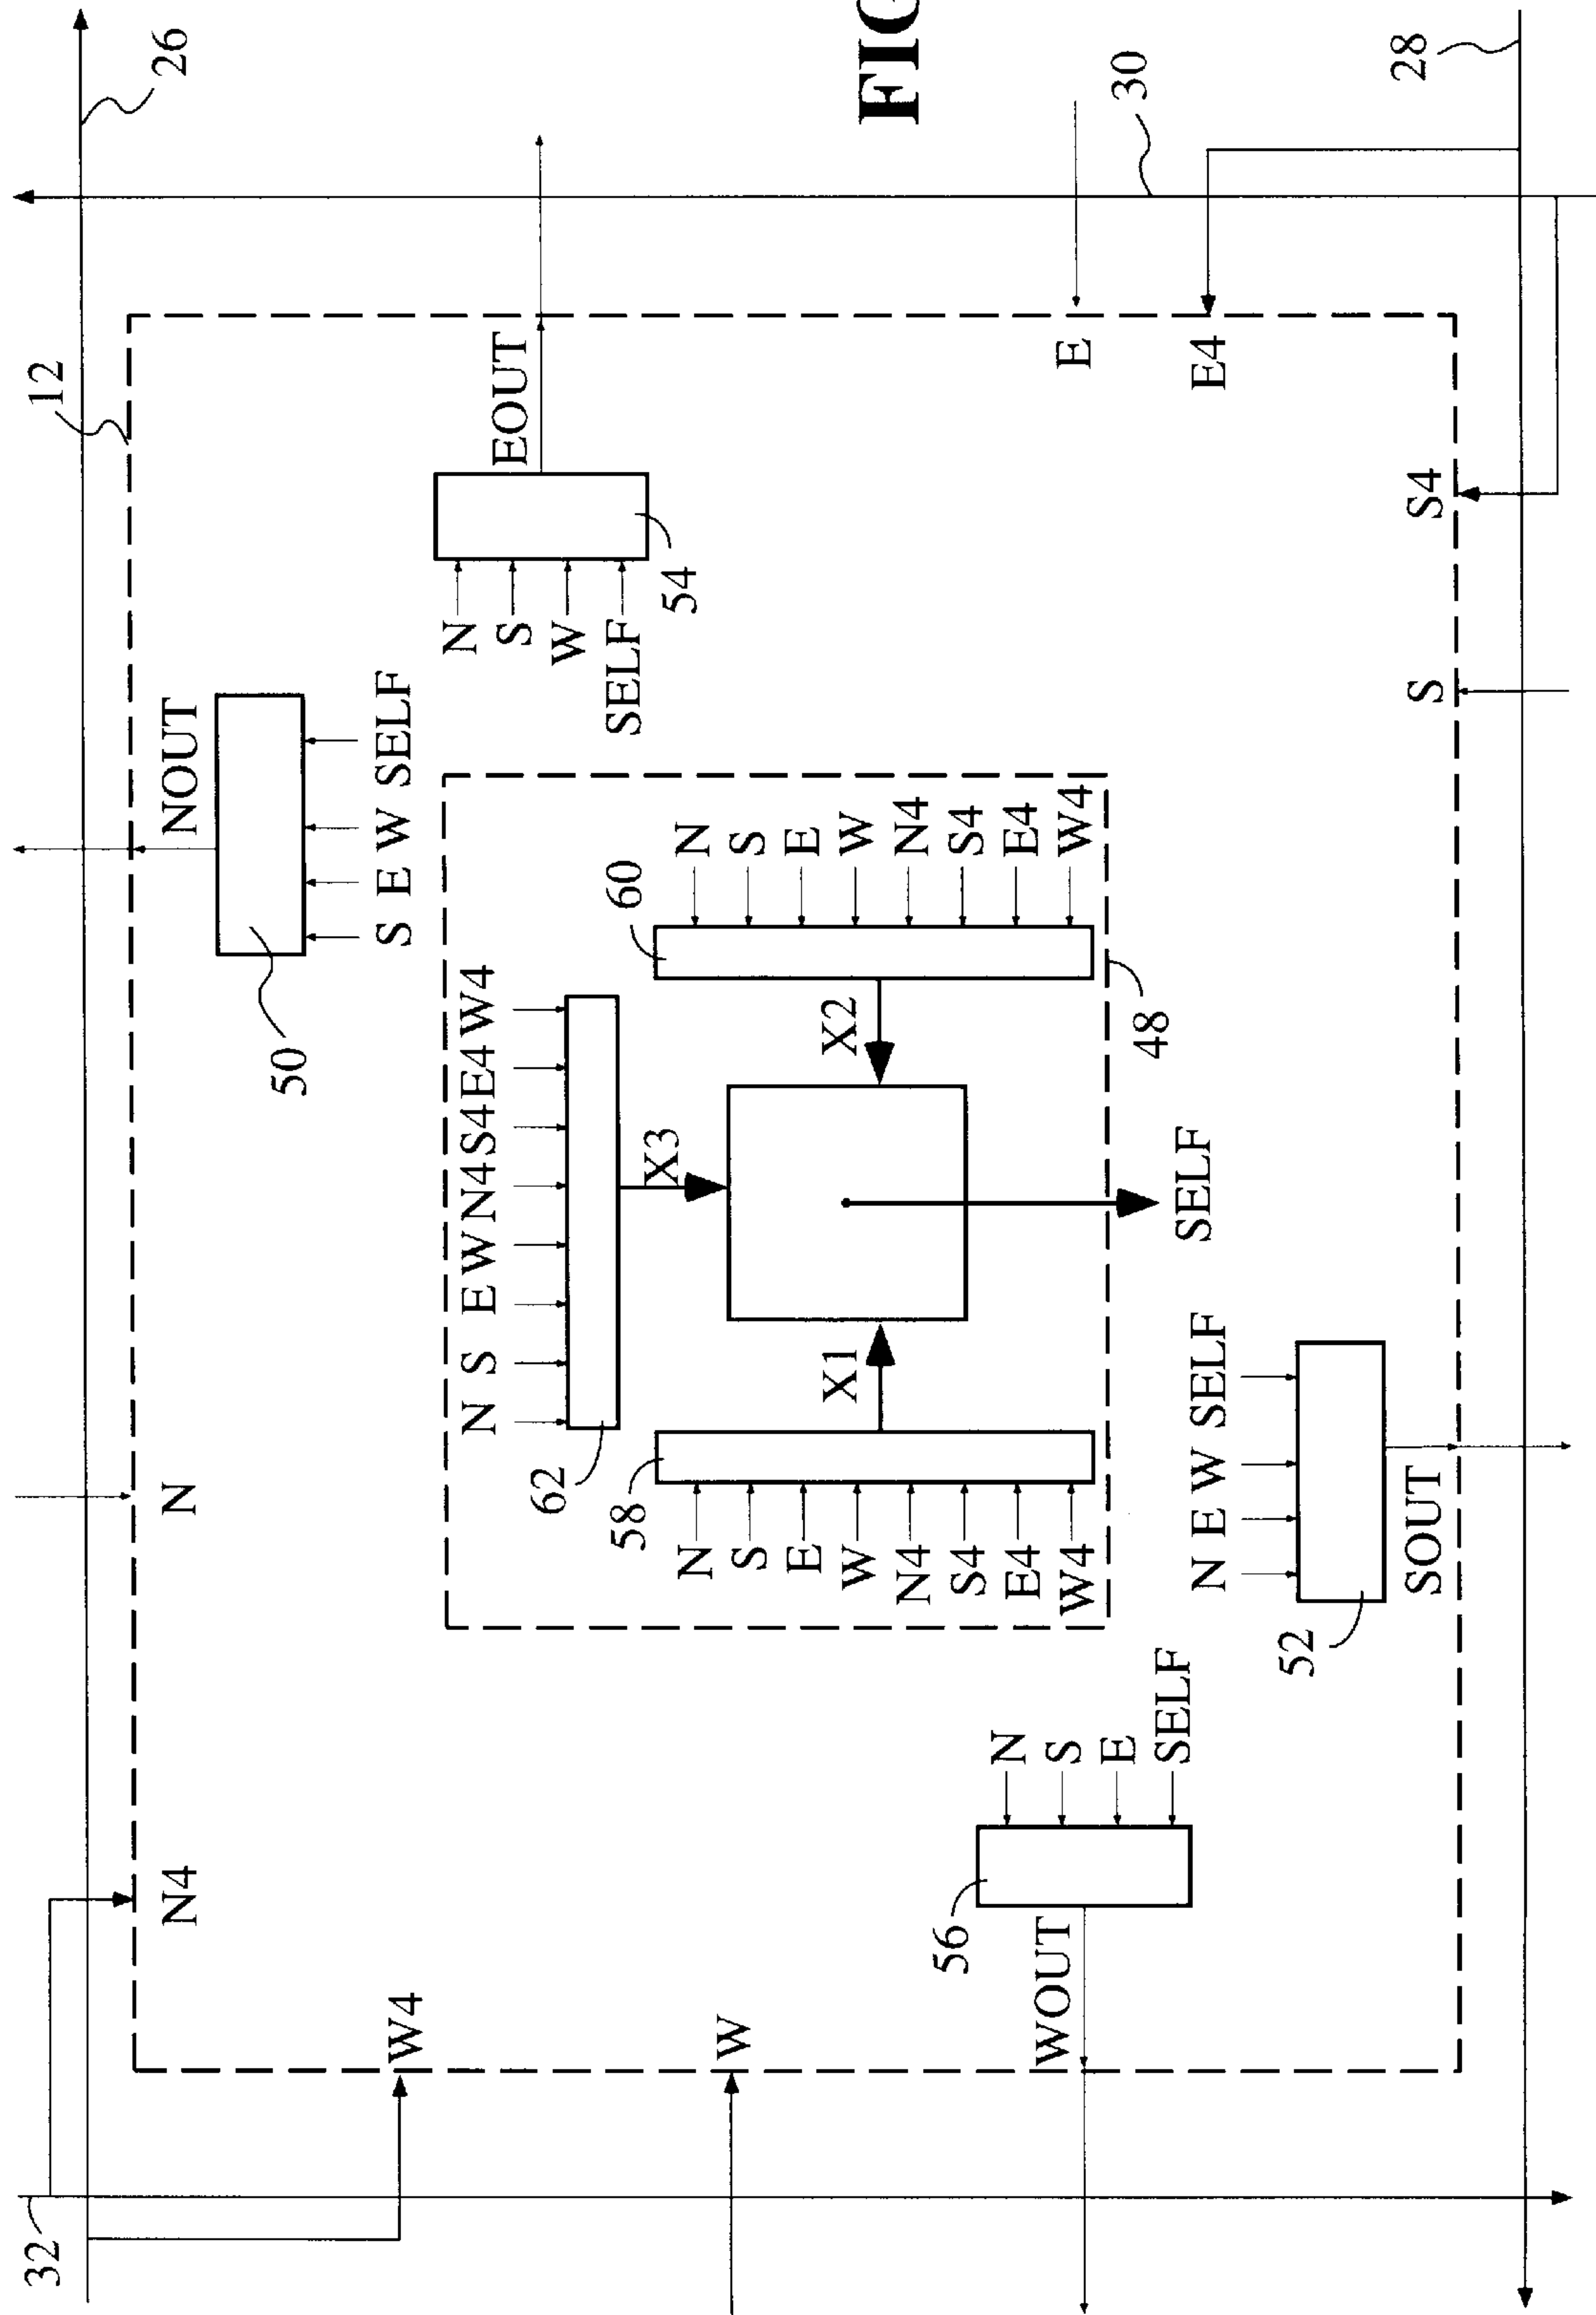 32
26
12
N4
N
NOUT
50
S E W SELF
W4
EOUT
N
S
W
SELF
54
N S E W N4 S4 E4 W4
62
X3
58
N
S
E
W
N4
S4
E4
W4
X1
X2
60
N
S
E
W
N4
S4
E4
W4
48
SELF
W
56
WOUT
N
S
E
SELF
N E W SELF
52
SOUT
S
S4
E
E4
30
28
FIG